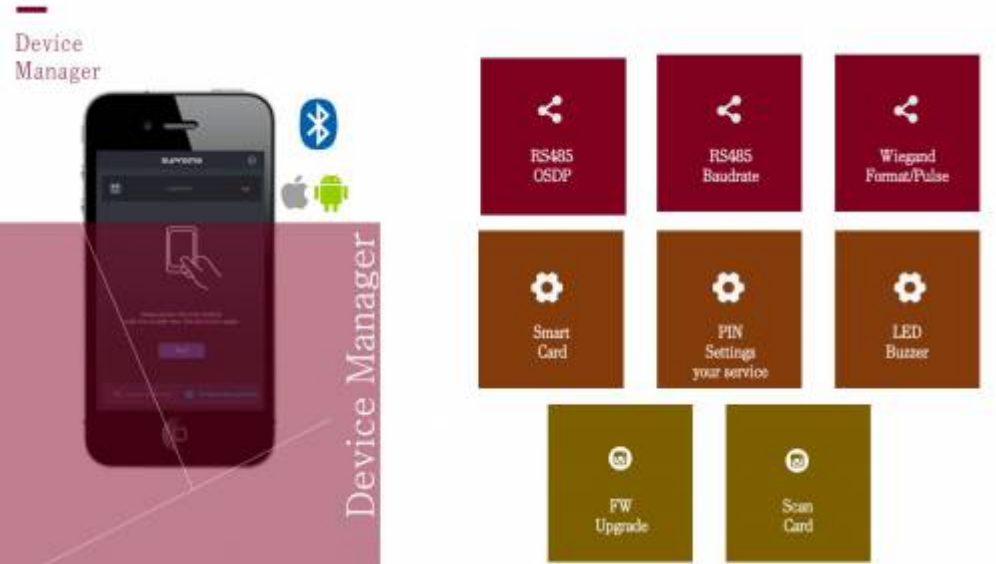 Device
Manager
suprema
Device Manager
RS485
OSDP
RS485
Baudrate
Wiegand
Format/Pulse
Smart
Card
PIN
Settings
your service
LED
Buzzer
FW
Upgrade
Scan
Card